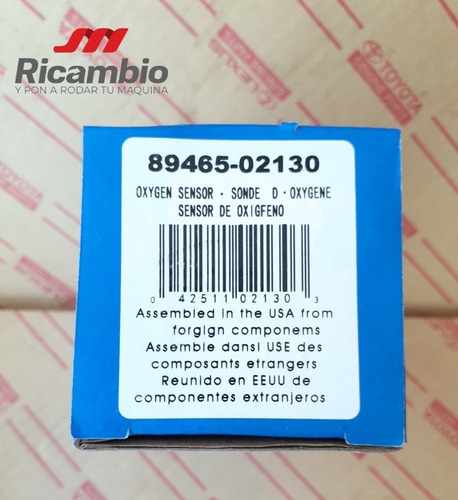 Ricambio
Y PON A RODAR TU MAQUINA
TOYOTA
89465-02130
OXYGEN SENSOR · SONDE D·OXYGENE
SENSOR DE OXIGFENO
0 42511 02130 3
Assembled in the USA from
forgign componems
Assemble dansl USE des
composants etrangers
Reunido en EEUU de
componentes extranjeros